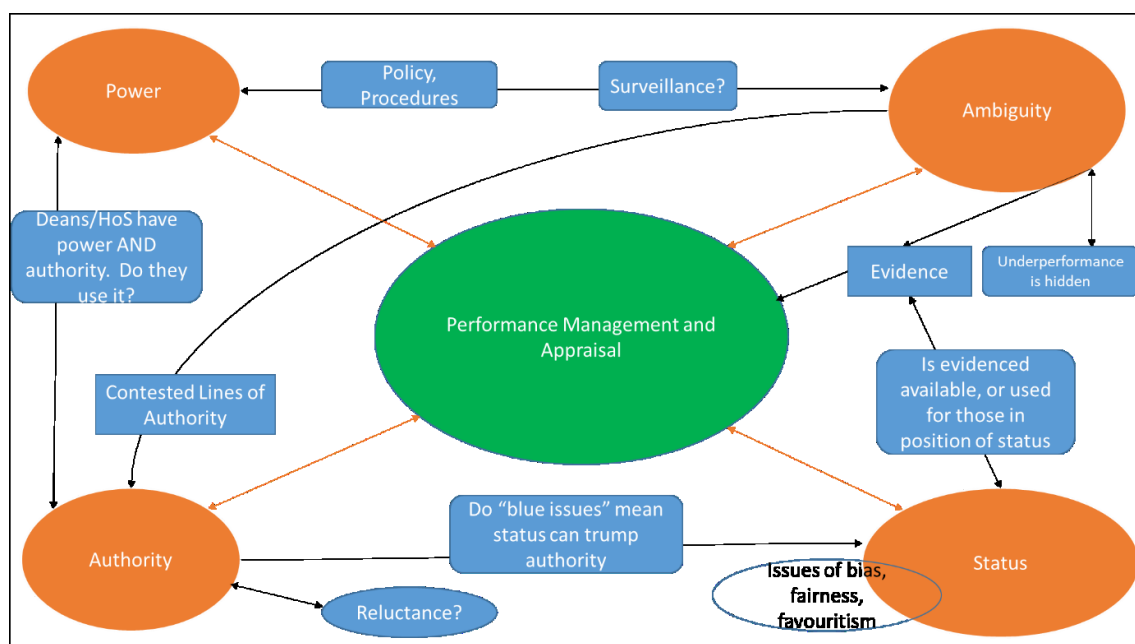 Power
Policy,
Procedures
Surveillance?
Ambiguity
Deans/HoS have
power AND
authority.  Do they
use it?
Evidence
Underperformance
is hidden
Performance Management and
Appraisal
Contested Lines of
Authority
Is evidenced
available, or used
for those in
position of status
Authority
Do “blue issues” mean
status can trump
authority
Status
Issues of bias,
fairness,
favouritism
Reluctance?